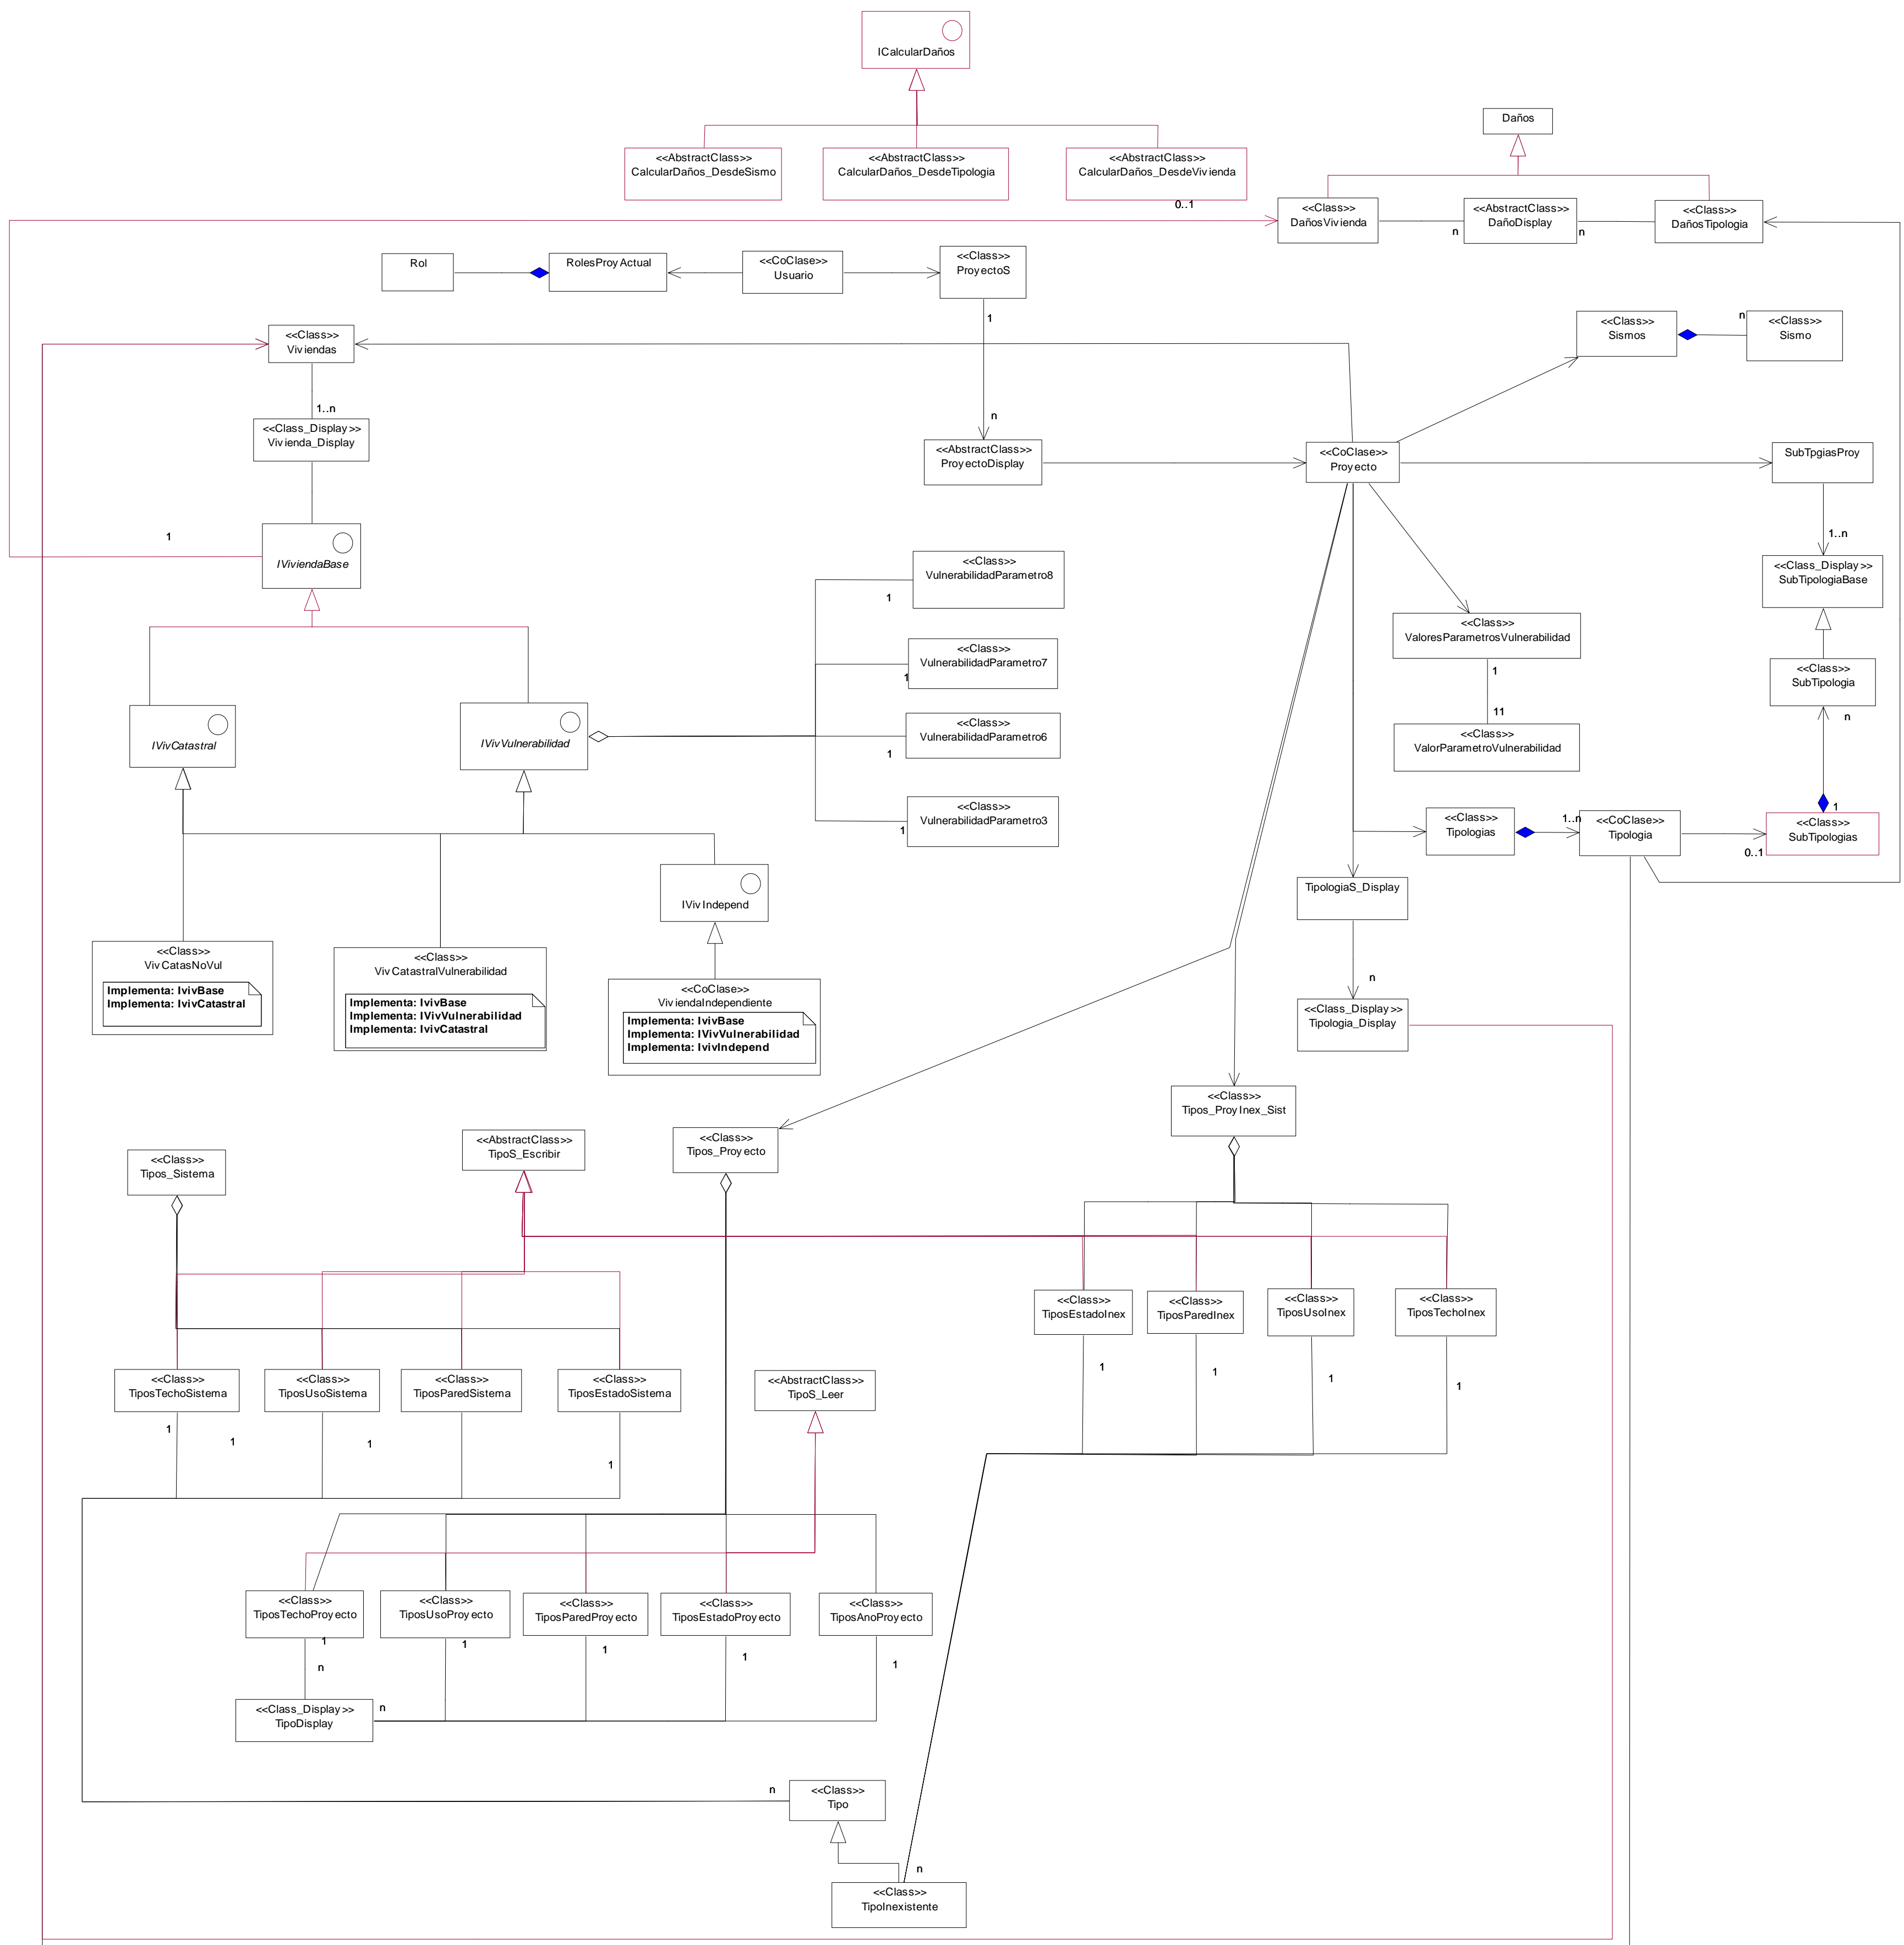 ICalcularDaños
<<AbstractClass>>
CalcularDaños_DesdeSismo
<<AbstractClass>>
CalcularDaños_DesdeTipologia
<<AbstractClass>>
CalcularDaños_DesdeVivienda
Daños
0..1
<<Class>>
DañosVivienda
n
<<AbstractClass>>
DañoDisplay
n
<<Class>>
DañosTipologia
Rol
RolesProyActual
<<CoClase>>
Usuario
<<Class>>
ProyectoS
1
n
<<Class>>
Viviendas
1..n
<<Class_Display>>
Vivienda_Display
1
IViviendaBase
<<AbstractClass>>
ProyectoDisplay
<<CoClase>>
Proyecto
<<Class>>
Sismos
n
<<Class>>
Sismo
SubTpgiasProy
1..n
<<Class_Display>>
SubTipologiaBase
<<Class>>
SubTipologia
n
1
<<Class>>
SubTipologias
0..1
<<Class>>
VulnerabilidadParametro8
1
<<Class>>
VulnerabilidadParametro7
1
<<Class>>
VulnerabilidadParametro6
1
<<Class>>
VulnerabilidadParametro3
1
<<Class>>
ValoresParametrosVulnerabilidad
1
11
<<Class>>
ValorParametroVulnerabilidad
IVivCatastral
IVivVulnerabilidad
<<Class>>
Tipologias
1..n
<<CoClase>>
Tipologia
IVivIndepend
TipologiaS_Display
n
<<Class_Display>>
Tipologia_Display
<<Class>>
VivCatasNoVul
Implementa: IvivBase
Implementa: IvivCatastral
<<Class>>
VivCatastralVulnerabilidad
Implementa: IvivBase
Implementa: IVivVulnerabilidad
Implementa: IvivCatastral
<<CoClase>>
ViviendaIndependiente
Implementa: IvivBase
Implementa: IVivVulnerabilidad
Implementa: IvivIndepend
<<Class>>
Tipos_ProyInex_Sist
<<Class>>
Tipos_Sistema
<<AbstractClass>>
TipoS_Escribir
<<Class>>
Tipos_Proyecto
<<Class>>
TiposEstadoInex
1
<<Class>>
TiposParedInex
1
<<Class>>
TiposUsoInex
1
<<Class>>
TiposTechoInex
1
<<Class>>
TiposTechoSistema
1
<<Class>>
TiposUsoSistema
1
<<Class>>
TiposParedSistema
1
<<Class>>
TiposEstadoSistema
1
<<AbstractClass>>
TipoS_Leer
<<Class>>
TiposTechoProyecto
1
n
<<Class>>
TiposUsoProyecto
1
<<Class>>
TiposParedProyecto
1
<<Class>>
TiposEstadoProyecto
1
<<Class>>
TiposAnoProyecto
1
<<Class_Display>>
TipoDisplay
n
n
<<Class>>
Tipo
n
<<Class>>
TipoInexistente